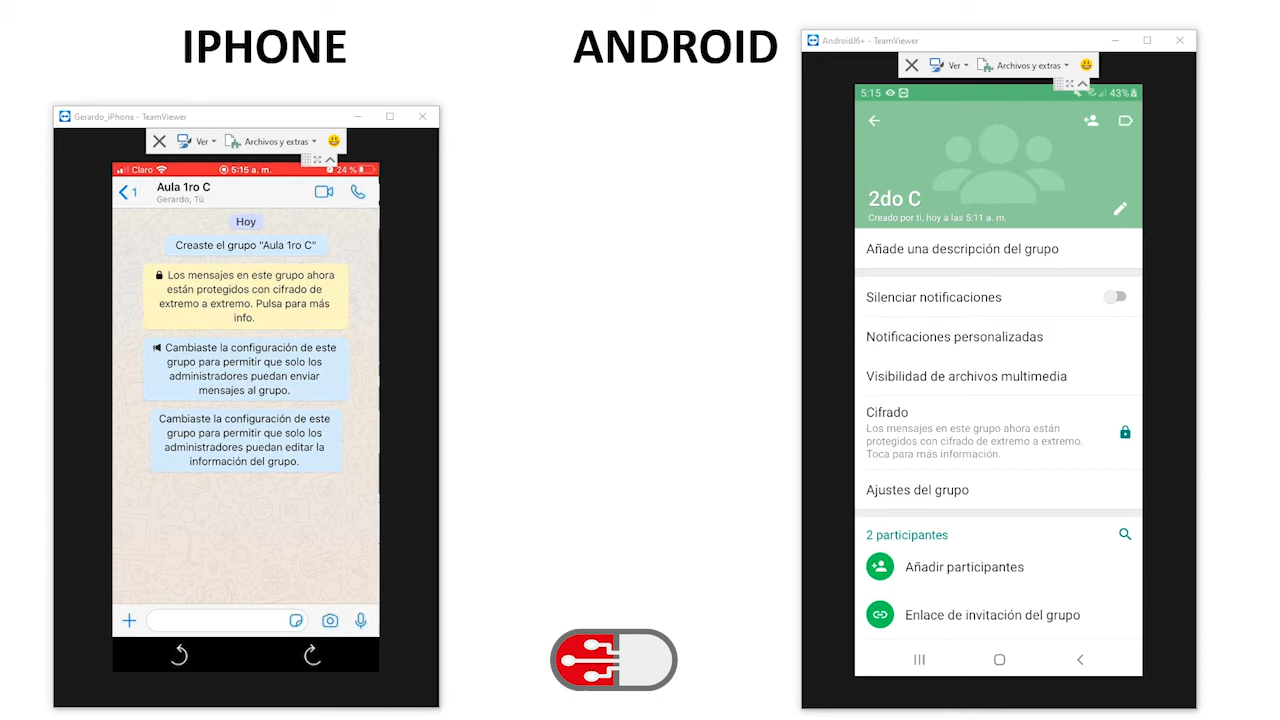 IPHONE
ANDROID
Gerardo_iPhone - TeamViewer
Ver
Archivos y extras
Claro
5:15 a. m.
24 %
1
Aula 1ro C
Gerardo, Tú
Hoy
Creaste el grupo "Aula 1ro C"
Los mensajes en este grupo ahora
están protegidos con cifrado de
extremo a extremo. Pulsa para más
info.
Cambiaste la configuración de este
grupo para permitir que solo los
administradores puedan enviar
mensajes al grupo.
Cambiaste la configuración de este
grupo para permitir que solo los
administradores puedan editar la
información del grupo.
AndroidJ6+ - TeamViewer
Ver
Archivos y extras
5:15
43%
2do C
Creado por ti, hoy a las 5:11 a. m.
Añade una descripción del grupo
Silenciar notificaciones
Notificaciones personalizadas
Visibilidad de archivos multimedia
Cifrado
Los mensajes en este grupo ahora están
protegidos con cifrado de extremo a extremo.
Toca para más información.
Ajustes del grupo
2 participantes
Añadir participantes
Enlace de invitación del grupo